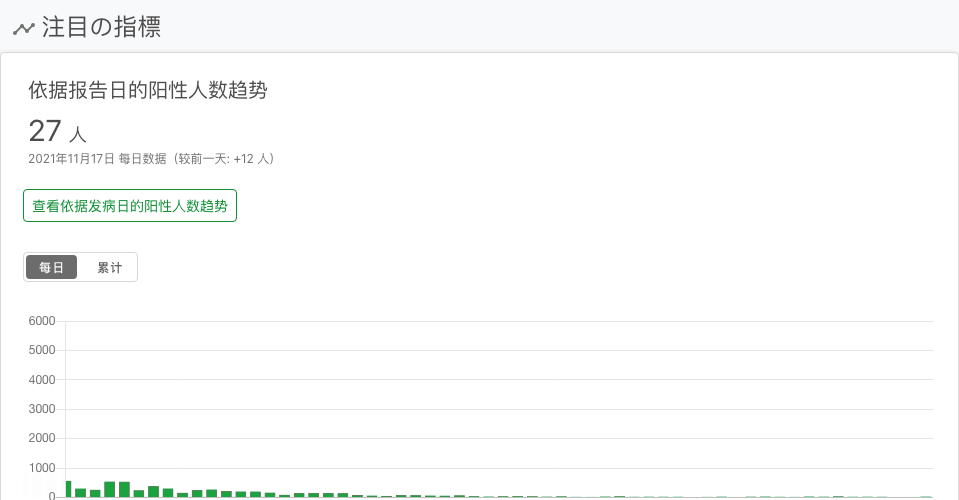 注目の指標
依据报告日的阳性人数趋势
27 人
2021年11月17日 每日数据（较前一天: +12 人）
查看依据发病日的阳性人数趋势
每日 累计
6000
5000
4000
3000
2000
1000
0